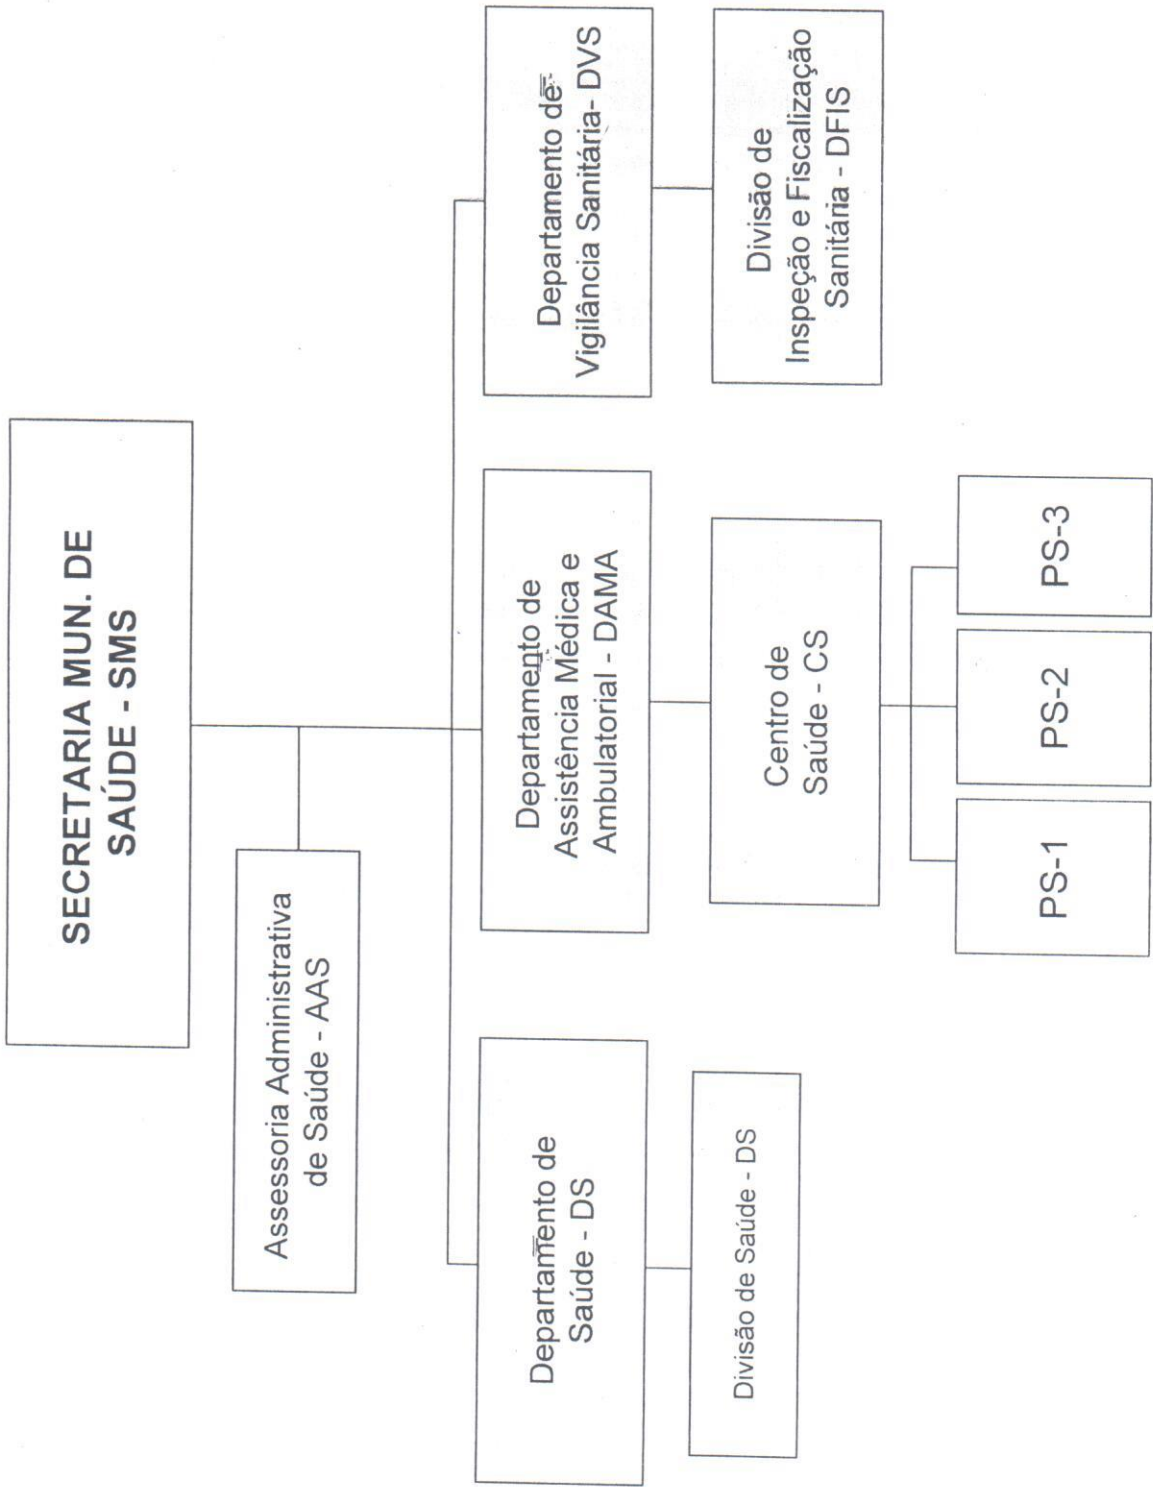 SECRETARIA MUN. DE
SAÚDE - SMS
Assessoria Administrativa
de Saúde - AAS
Departamento de
Saúde - DS
Departamento de
Assistência Médica e
Ambulatorial - DAMA
Departamento de
Vigilância Sanitária- DVS
Divisão de Saúde - DS
Centro de
Saúde - CS
Divisão de
Inspeção e Fiscalização
Sanitária - DFIS
PS-1
PS-2
PS-3